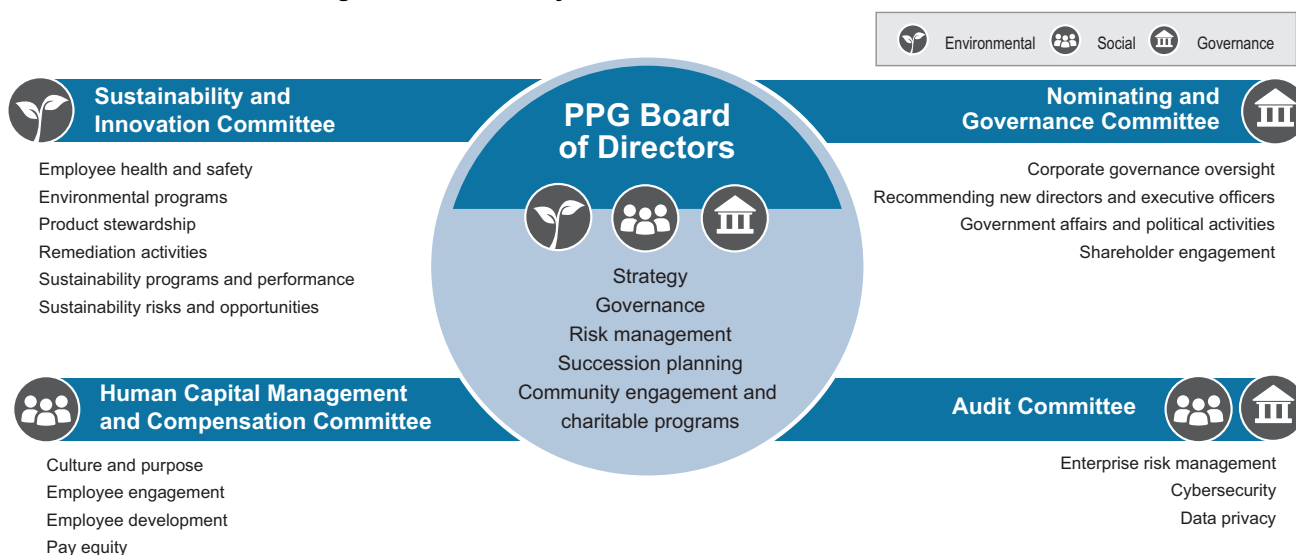 Environmental Social Governance
Sustainability and
Innovation Committee
Employee health and safety
Environmental programs
Product stewardship
Remediation activities
Sustainability programs and performance
Sustainability risks and opportunities
PPG Board
of Directors
Strategy
Governance
Risk management
Succession planning
Community engagement and
charitable programs
Nominating and
Governance Committee
Corporate governance oversight
Recommending new directors and executive officers
Government affairs and political activities
Shareholder engagement
Human Capital Management
and Compensation Committee
Culture and purpose
Employee engagement
Employee development
Pay equity
Audit Committee
Enterprise risk management
Cybersecurity
Data privacy